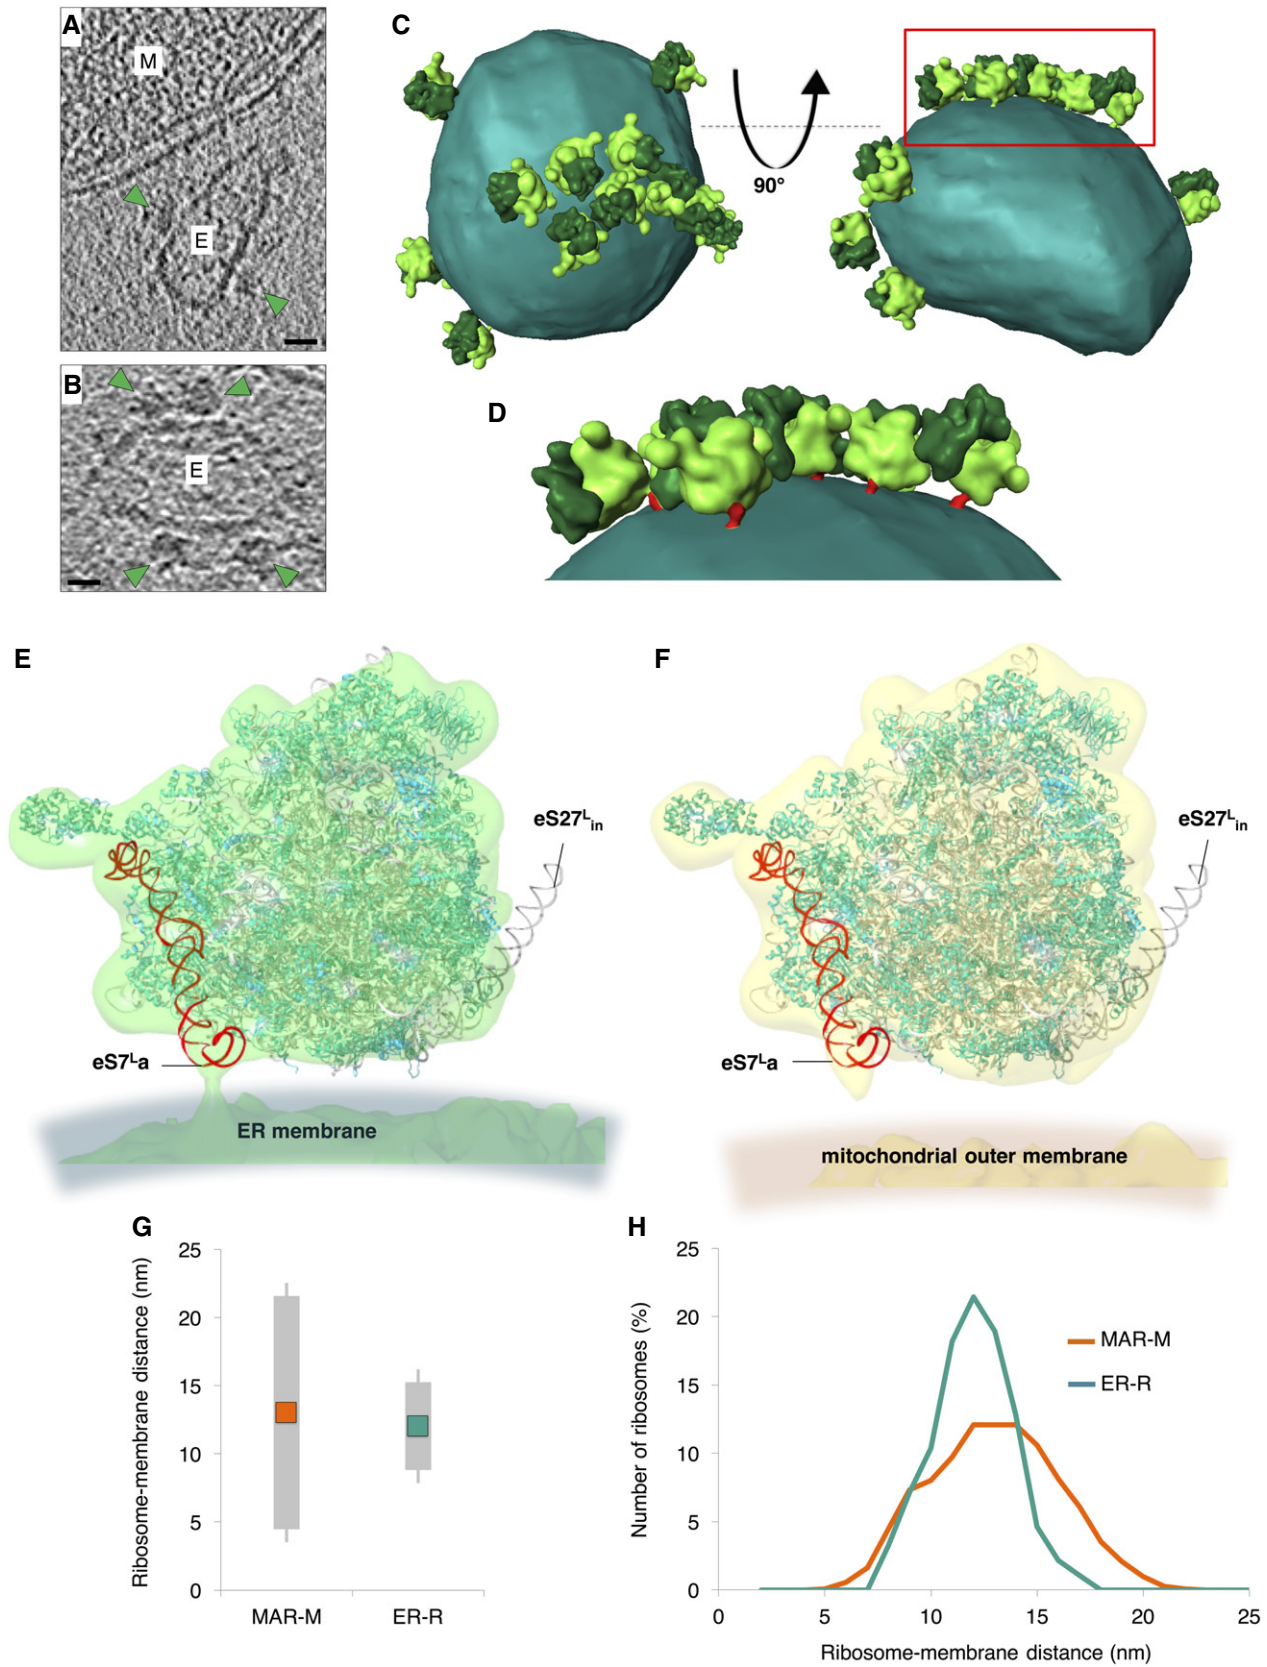 A
M
E
B
E
C
90°
D
E
eS27ᴸin
eS7ᴸa
ER membrane
F
eS27ᴸin
eS7ᴸa
mitochondrial outer membrane
G
Ribosome-membrane distance (nm)
25
20
15
10
5
0
MAR-M
ER-R
H
Number of ribosomes (%)
25
20
15
10
5
0
MAR-M
ER-R
0
5
10
15
20
25
Ribosome-membrane distance (nm)